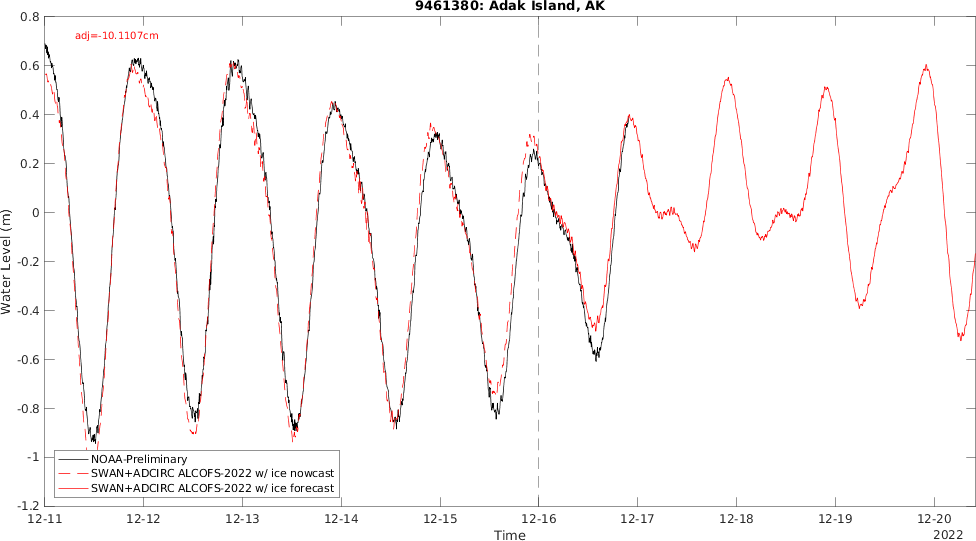 9461380: Adak Island, AK
adj=-10.1107cm
0.8
0.6
0.4
0.2
0
-0.2
-0.4
-0.6
-0.8
-1
-1.2
Water Level (m)
NOAA-Preliminary
SWAN+ADCIRC ALCOFS-2022 w/ ice nowcast
SWAN+ADCIRC ALCOFS-2022 w/ ice forecast
12-11 12-12 12-13 12-14 12-15 12-16 12-17 12-18 12-19 12-20
Time
2022